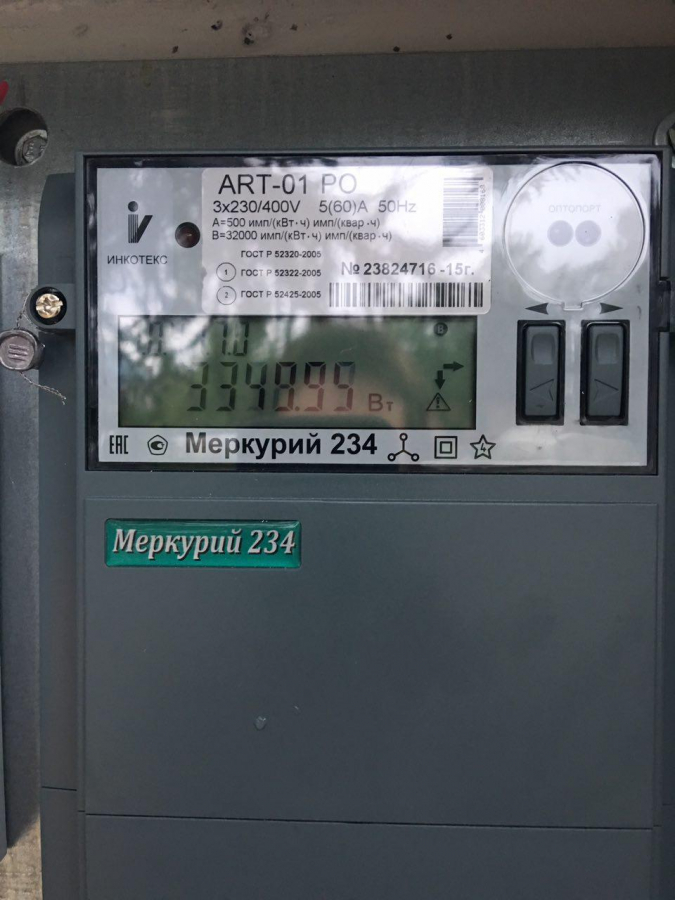 ART-01 PO
3x230/400V 5(60)A 50Hz
A=500 имп/(кВт·ч) имп/(квар·ч)
B=32000 имп/(кВт·ч) имп/(квар·ч)
ИНКОТЕКС
ГОСТ Р 52320-2005
1 ГОСТ Р 52322-2005
2 ГОСТ Р 52425-2005
№ 23824716 -15г.
ОПТОПОРТ
B
3348.99 Вт
ЕАС
Меркурий 234
Меркурий 234